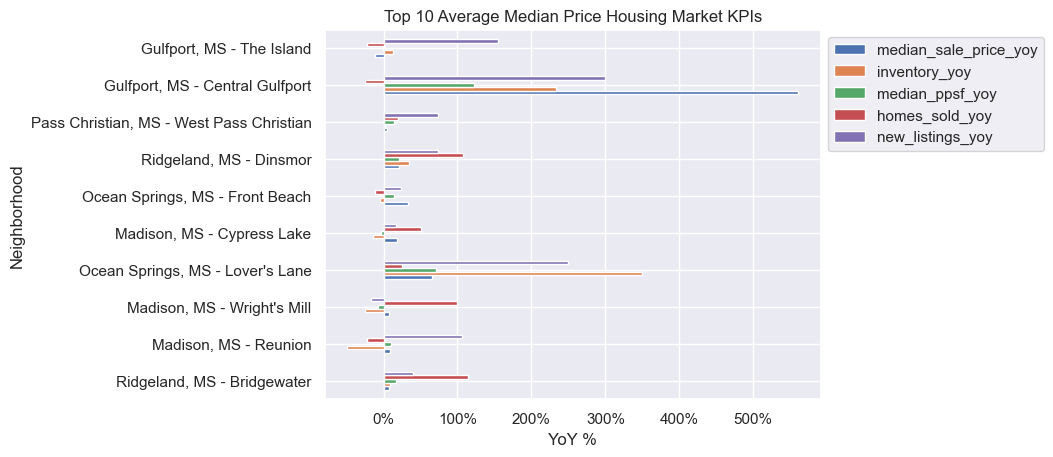 Top 10 Average Median Price Housing Market KPIs
Neighborhood
Gulfport, MS - The Island
Gulfport, MS - Central Gulfport
Pass Christian, MS - West Pass Christian
Ridgeland, MS - Dinsmor
Ocean Springs, MS - Front Beach
Madison, MS - Cypress Lake
Ocean Springs, MS - Lover's Lane
Madison, MS - Wright's Mill
Madison, MS - Reunion
Ridgeland, MS - Bridgewater
0% 100% 200% 300% 400% 500%
YoY %
median_sale_price_yoy
inventory_yoy
median_ppsf_yoy
homes_sold_yoy
new_listings_yoy